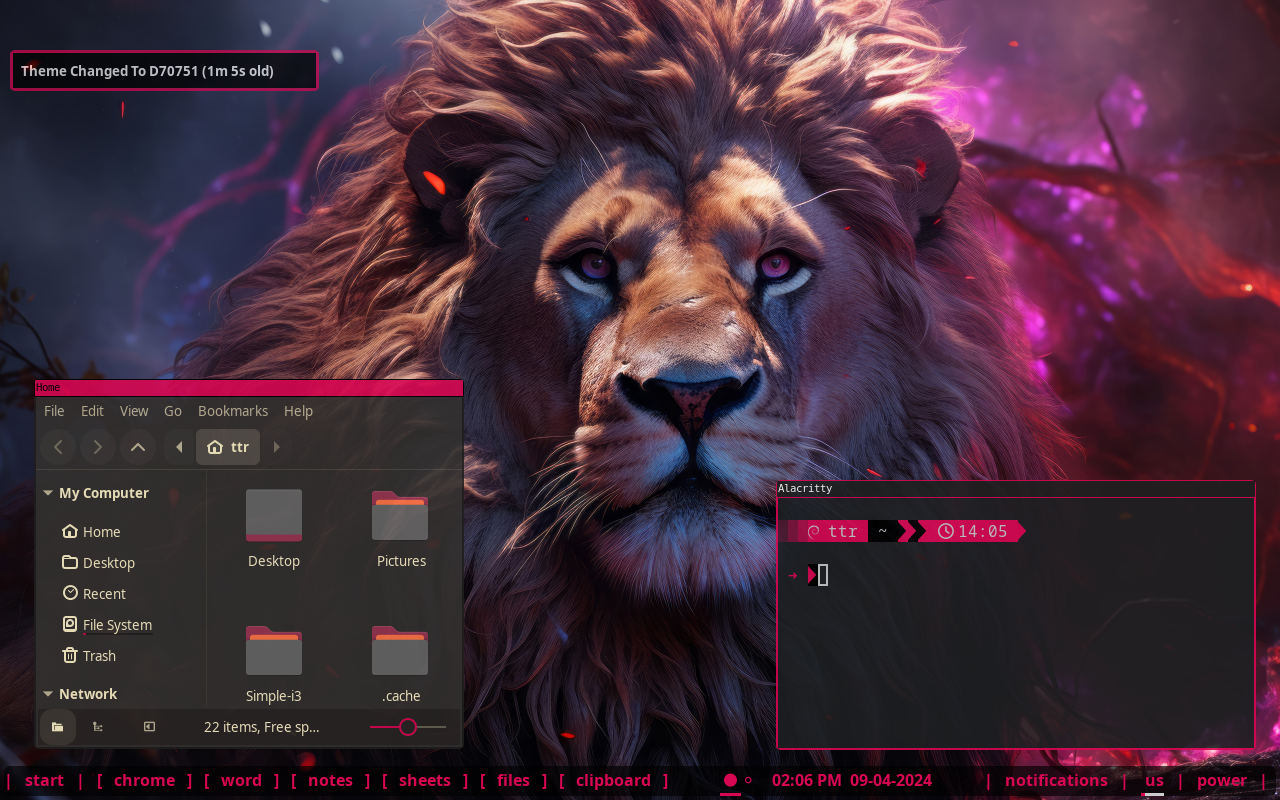 Theme Changed To D70751 (1m 5s old)
Home
File Edit View Go Bookmarks Help
ttr
My Computer
Home
Desktop
Recent
File System
Trash
Network
Desktop
Pictures
Simple-i3
.cache
22 items, Free sp...
Alacritty
ttr ~ 14:05
| start | [ chrome ] [ word ] [ notes ] [ sheets ] [ files ] [ clipboard ] 02:06 PM 09-04-2024 | notifications | us | power |